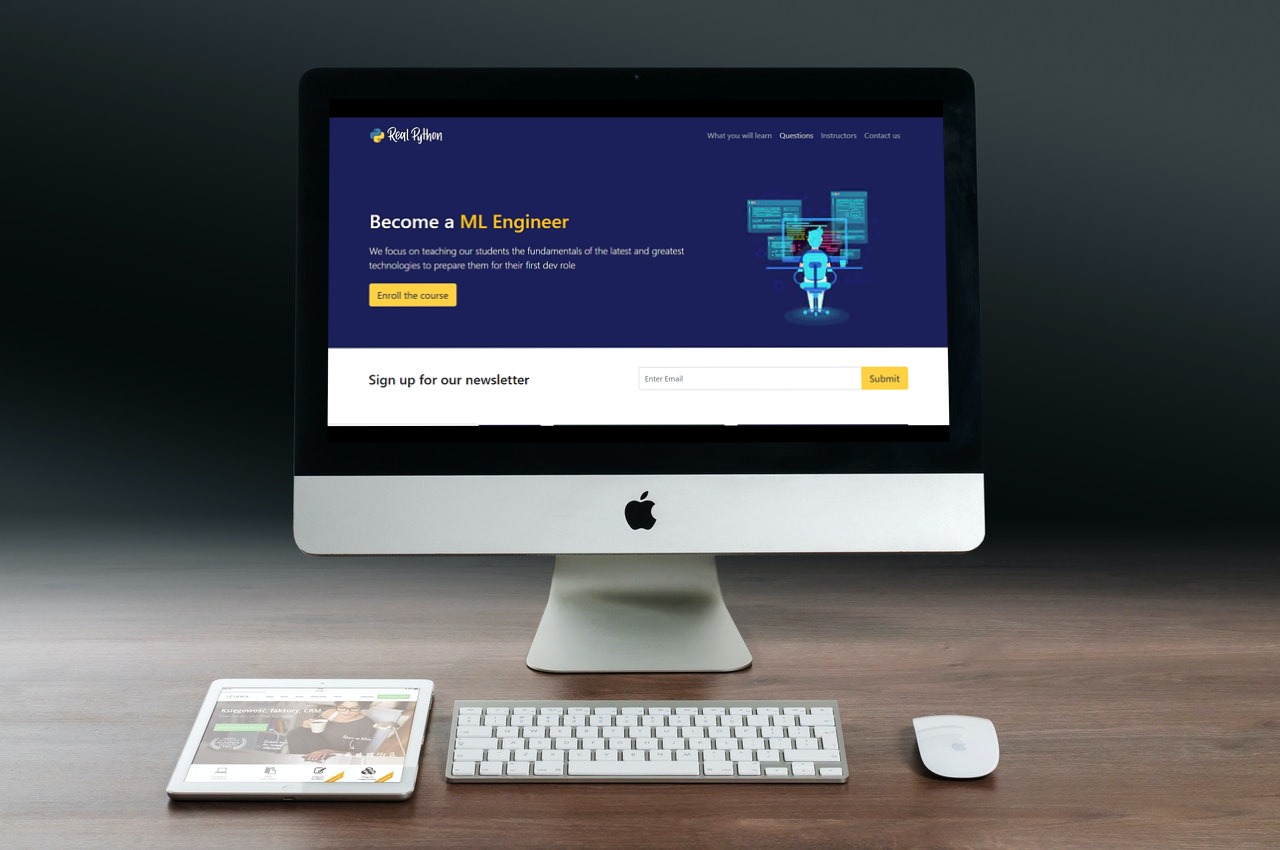 Real Python
What you will learn Questions Instructors Contact us
Become a ML Engineer
We focus on teaching our students the fundamentals of the latest and greatest
technologies to prepare them for their first dev role
Enroll the course
Sign up for our newsletter
Enter Email
Submit
Księgowość, faktury, CRM